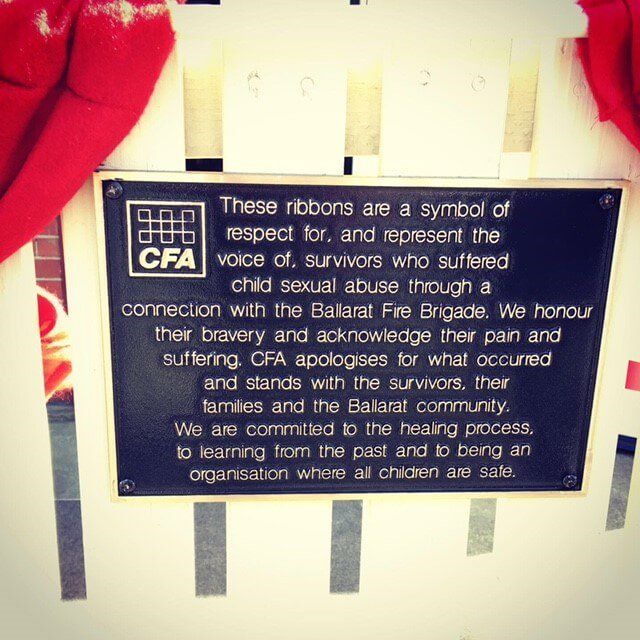 CFA
These ribbons are a symbol of
respect for, and represent the
voice of, survivors who suffered
child sexual abuse through a
connection with the Ballarat Fire Brigade. We honour
their bravery and acknowledge their pain and
suffering. CFA apologises for what occurred
and stands with the survivors, their
families and the Ballarat community.
We are committed to the healing process,
to learning from the past and to being an
organisation where all children are safe.